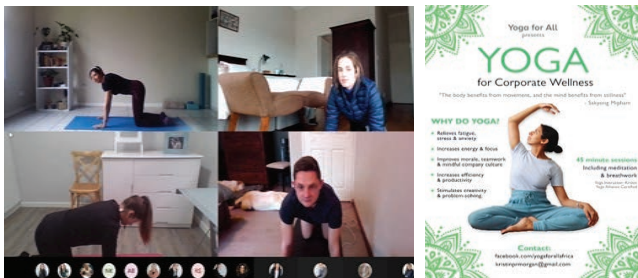 Yoga for All
presents
YOGA
for Corporate Wellness
"The body benefits from movement, and the mind benefits from stillness"
- Sakyong Mipham
WHY DO YOGA?
Relieves fatigue,
stress & anxiety
Increases energy & focus
Improves morale, teamwork
& mindful company culture
Increases efficiency
& productivity
Stimulates creativity
& problem-solving
45 minute sessions
Including meditation
& breathwork
Contact:
facebook.com/yogaforallafrica
kristinprmorgan@gmail.com